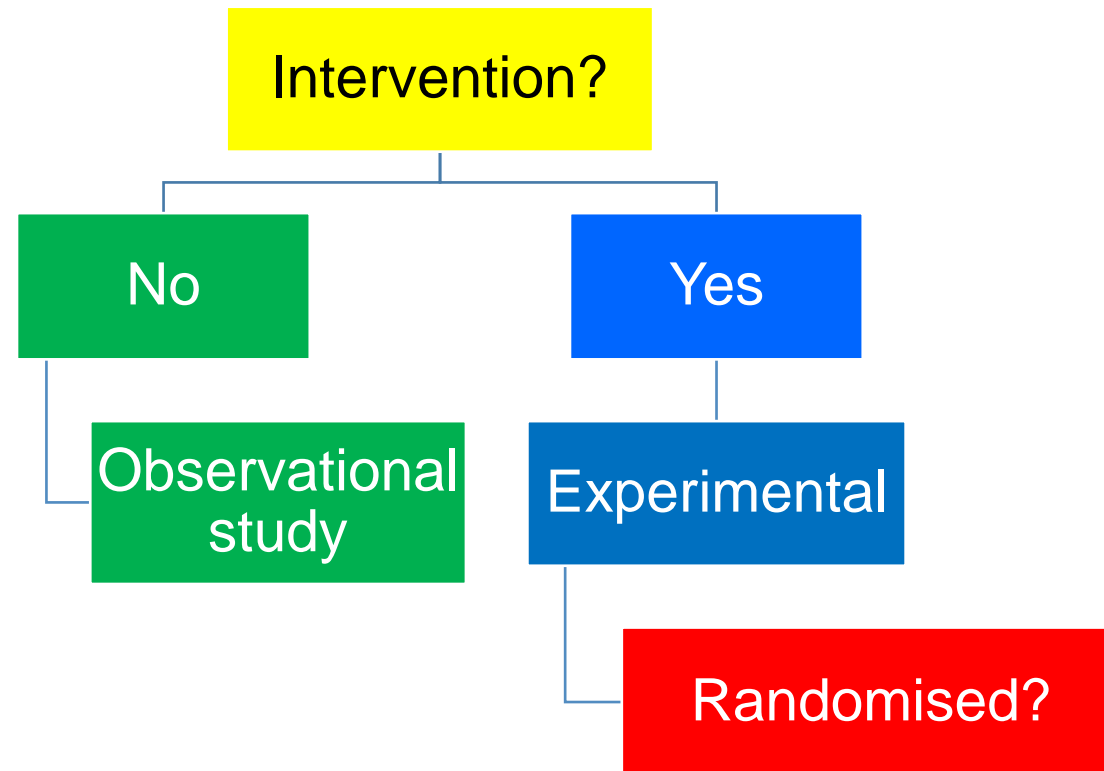 Intervention?
No
Yes
Observational
study
Experimental
Randomised?